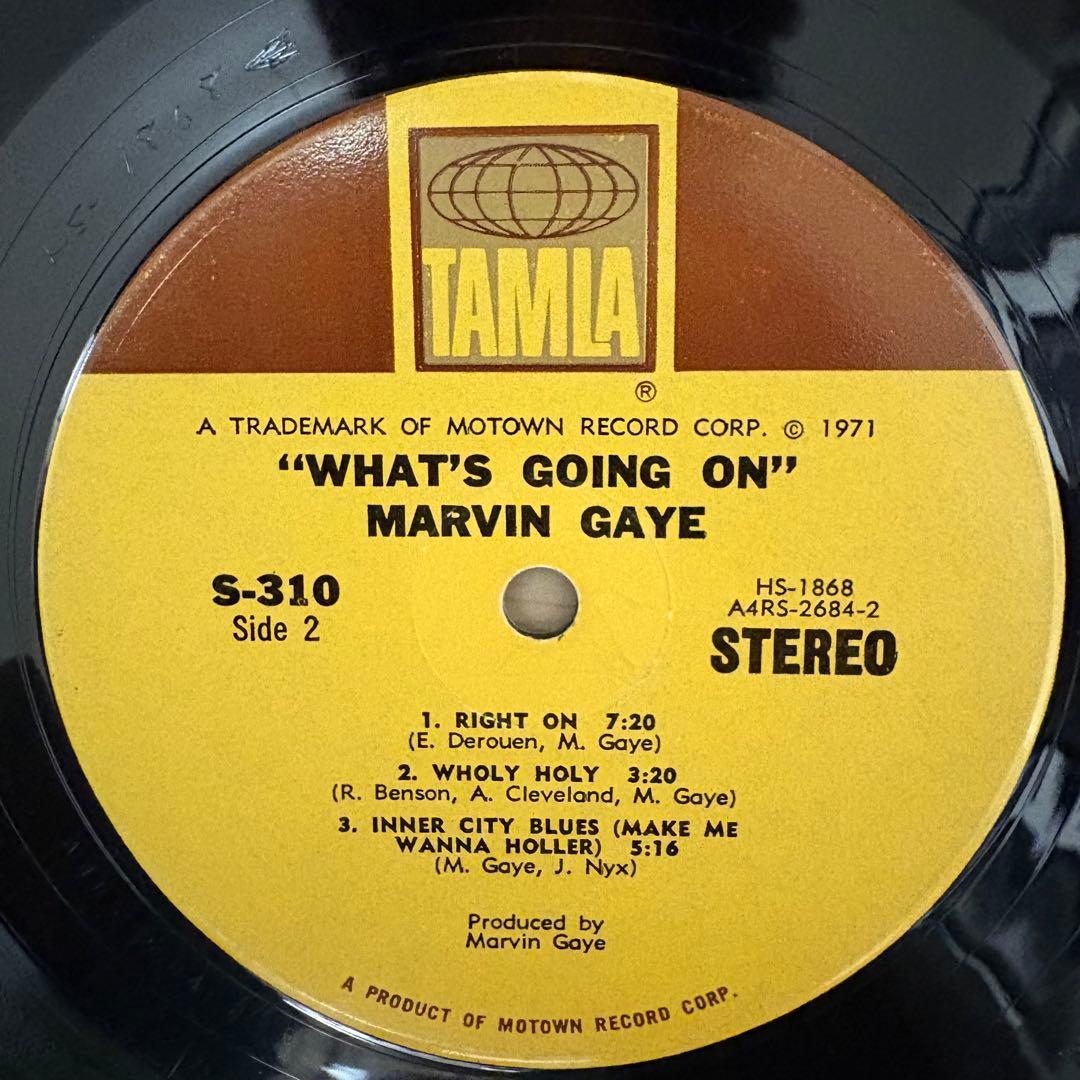 TAMLA
®
A TRADEMARK OF MOTOWN RECORD CORP. © 1971
“WHAT’S GOING ON”
MARVIN GAYE
S-310
Side 2
HS-1868
A4RS-2684-2
STEREO
1. RIGHT ON 7:20
(E. Derouen, M. Gaye)
2. WHOLY HOLY 3:20
(R. Benson, A. Cleveland, M. Gaye)
3. INNER CITY BLUES (MAKE ME
WANNA HOLLER) 5:16
(M. Gaye, J. Nyx)
Produced by
Marvin Gaye
A PRODUCT OF MOTOWN RECORD CORP.